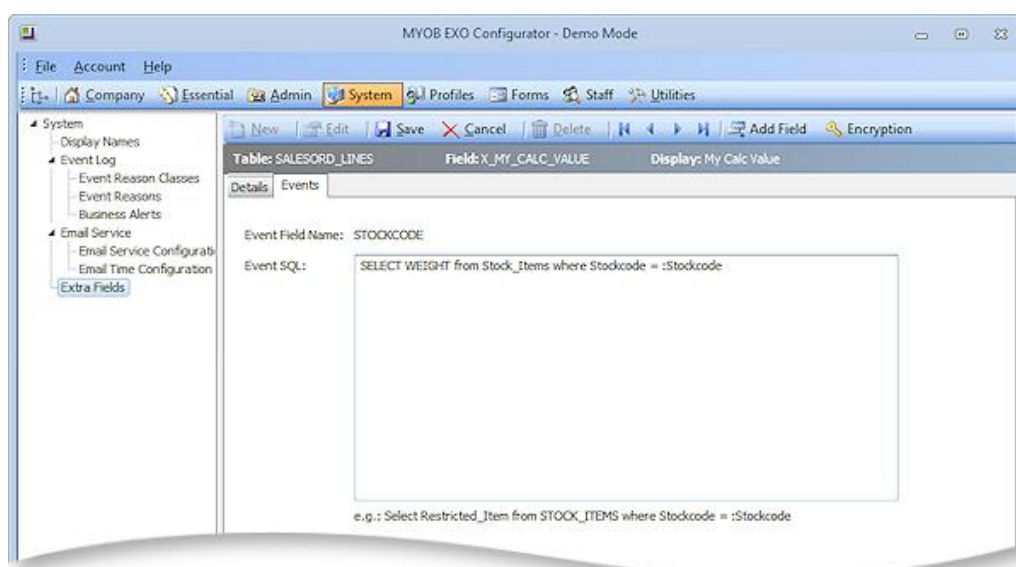 MYOB EXO Configurator - Demo Mode
File Account Help
Company Essential Admin System Profiles Forms Staff Utilities
New Edit Save Cancel Delete Add Field Encryption
System
Display Names
Event Log
Event Reason Classes
Event Reasons
Business Alerts
Email Service
Email Service Configurati
Email Time Configuration
Extra Fields
Table: SALESORD_LINES Field: X_MY_CALC_VALUE Display: My Calc Value
Details Events
Event Field Name: STOCKCODE
Event SQL: SELECT WEIGHT from Stock_Items where Stockcode = :Stockcode
e.g.: Select Restricted_Item from STOCK_ITEMS where Stockcode = :Stockcode